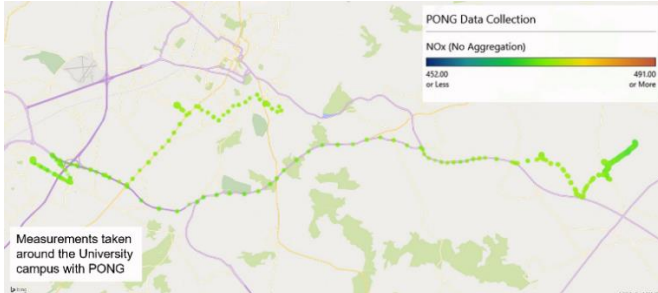 PONG Data Collection
NOx (No Aggregation)
452.00 491.00
or Less or More
Measurements taken
around the University
campus with PONG